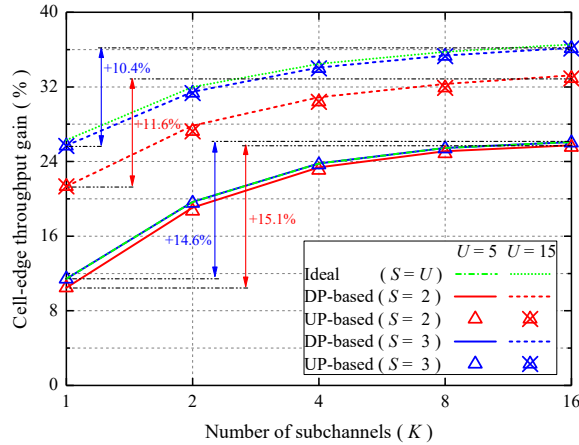 40
32
24
16
8
0
Cell-edge throughput gain (%)
+10.4%
+11.6%
+14.6%
+15.1%
U = 5 U = 15
Ideal ( S = U )
DP-based ( S = 2 )
UP-based ( S = 2 )
DP-based ( S = 3 )
UP-based ( S = 3 )
1 2 4 8 16
Number of subchannels ( K )